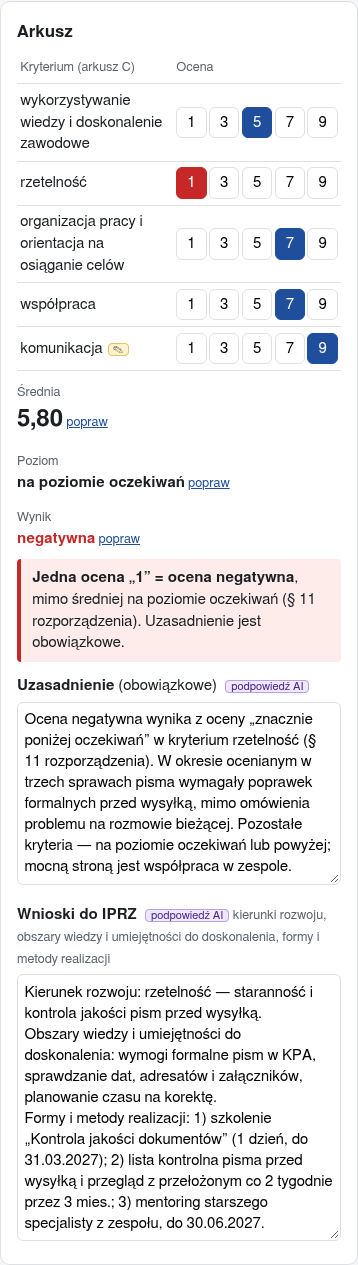 Arkusz
Kryterium (arkusz C) Ocena
wykorzystywanie
wiedzy i doskonalenie
zawodowe
1 3 5 7 9
rzetelność 1 3 5 7 9
organizacja pracy i
orientacja na
osiąganie celów
1 3 5 7 9
współpraca 1 3 5 7 9
komunikacja ✎ 1 3 5 7 9
Średnia
5,80 popraw
Poziom
na poziomie oczekiwań popraw
Wynik
negatywna popraw
Jedna ocena „1” = ocena negatywna,
mimo średniej na poziomie oczekiwań (§ 11
rozporządzenia). Uzasadnienie jest
obowiązkowe.
Uzasadnienie (obowiązkowe) podpowiedź AI
Ocena negatywna wynika z oceny „znacznie
poniżej oczekiwań” w kryterium rzetelność (§
11 rozporządzenia). W okresie ocenianym w
trzech sprawach pisma wymagały poprawek
formalnych przed wysyłką, mimo omówienia
problemu na rozmowie bieżącej. Pozostałe
kryteria — na poziomie oczekiwań lub powyżej;
mocną stroną jest współpraca w zespole.
Wnioski do IPRZ podpowiedź AI kierunki rozwoju,
obszary wiedzy i umiejętności do doskonalenia, formy i
metody realizacji
Kierunek rozwoju: rzetelność — staranność i
kontrola jakości pism przed wysyłką.
Obszary wiedzy i umiejętności do
doskonalenia: wymogi formalne pism w KPA,
sprawdzanie dat, adresatów i załączników,
planowanie czasu na korektę.
Formy i metody realizacji: 1) szkolenie
„Kontrola jakości dokumentów” (1 dzień, do
31.03.2027); 2) lista kontrolna pisma przed
wysyłką i przegląd z przełożonym co 2 tygodnie
przez 3 mies.; 3) mentoring starszego
specjalisty z zespołu, do 30.06.2027.